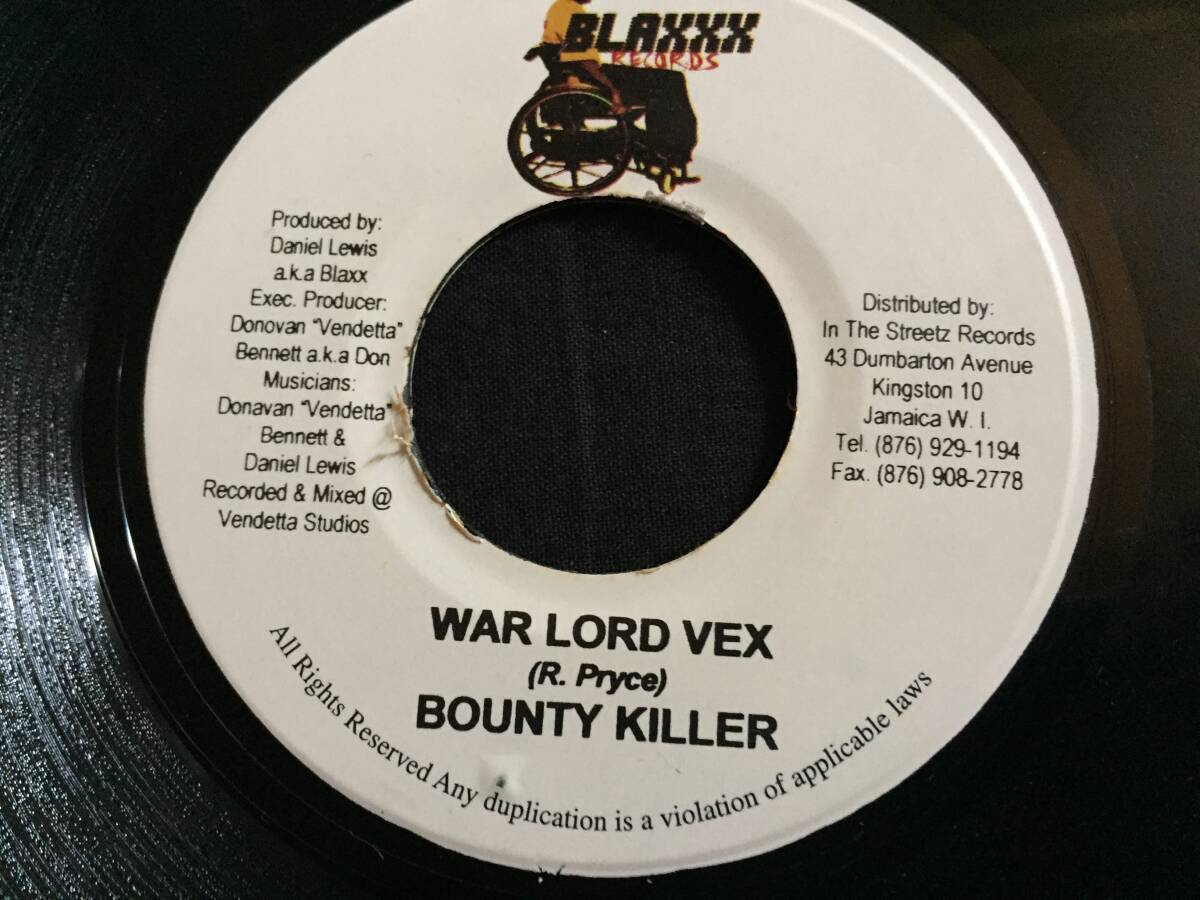 BLAXXX
RECORDS
Produced by:
Daniel Lewis
a.k.a Blaxx
Exec. Producer:
Donovan "Vendetta"
Bennett a.k.a Don
Musicians:
Donavan "Vendetta"
Bennett &
Daniel Lewis
Recorded & Mixed @
Vendetta Studios
Distributed by:
In The Streetz Records
43 Dumbarton Avenue
Kingston 10
Jamaica W. I.
Tel. (876) 929-1194
Fax. (876) 908-2778
WAR LORD VEX
(R. Pryce)
BOUNTY KILLER
All Rights Reserved Any duplication is a violation of applicable laws